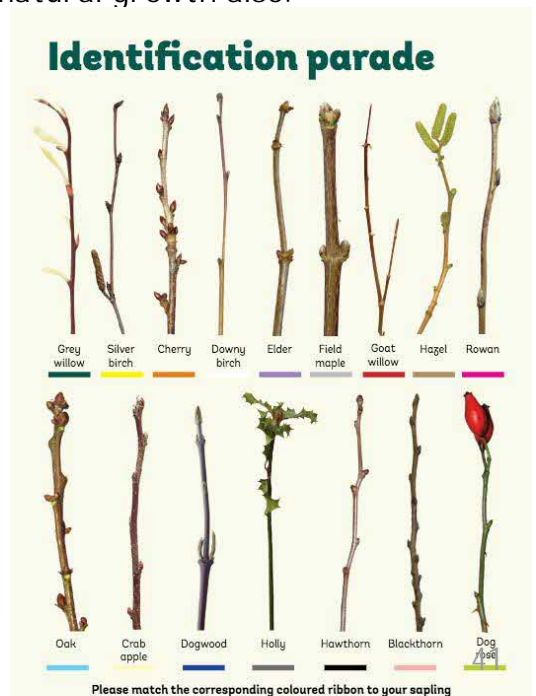 natural growth also.
Identification parade
Grey willow
Silver birch
Cherry
Downy birch
Elder
Field maple
Goat willow
Hazel
Rowan
Oak
Crab apple
Dogwood
Holly
Hawthorn
Blackthorn
Dog rose
41
Please match the corresponding coloured ribbon to your sapling